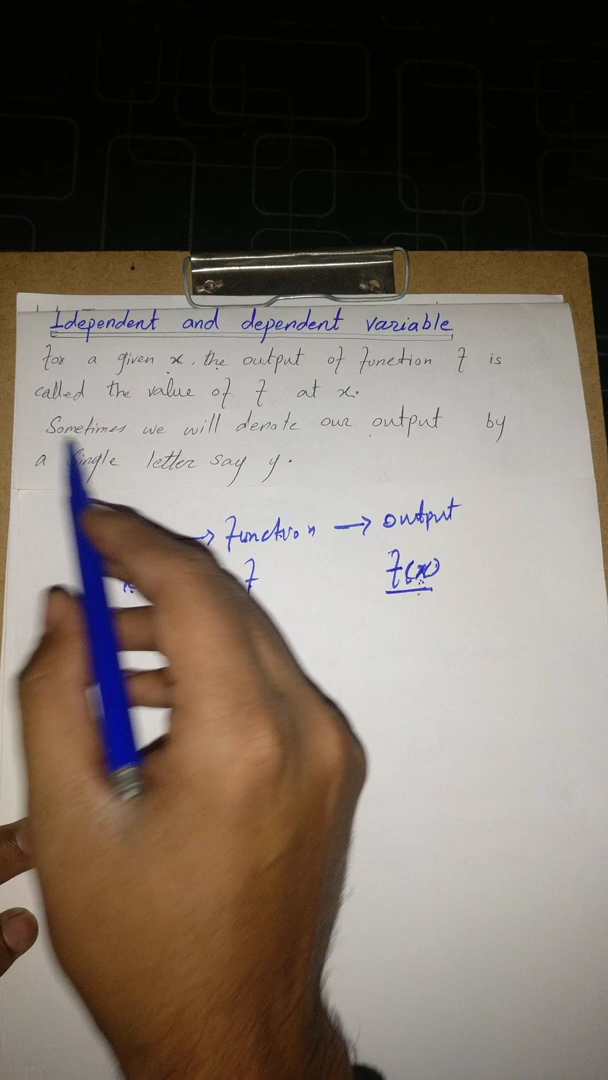 Idependent and dependent variable
For a given x, the output of function f is
called the value of f at x.
Sometimes we will denote our output by
a single letter say y.
→ function → output
f f(x)